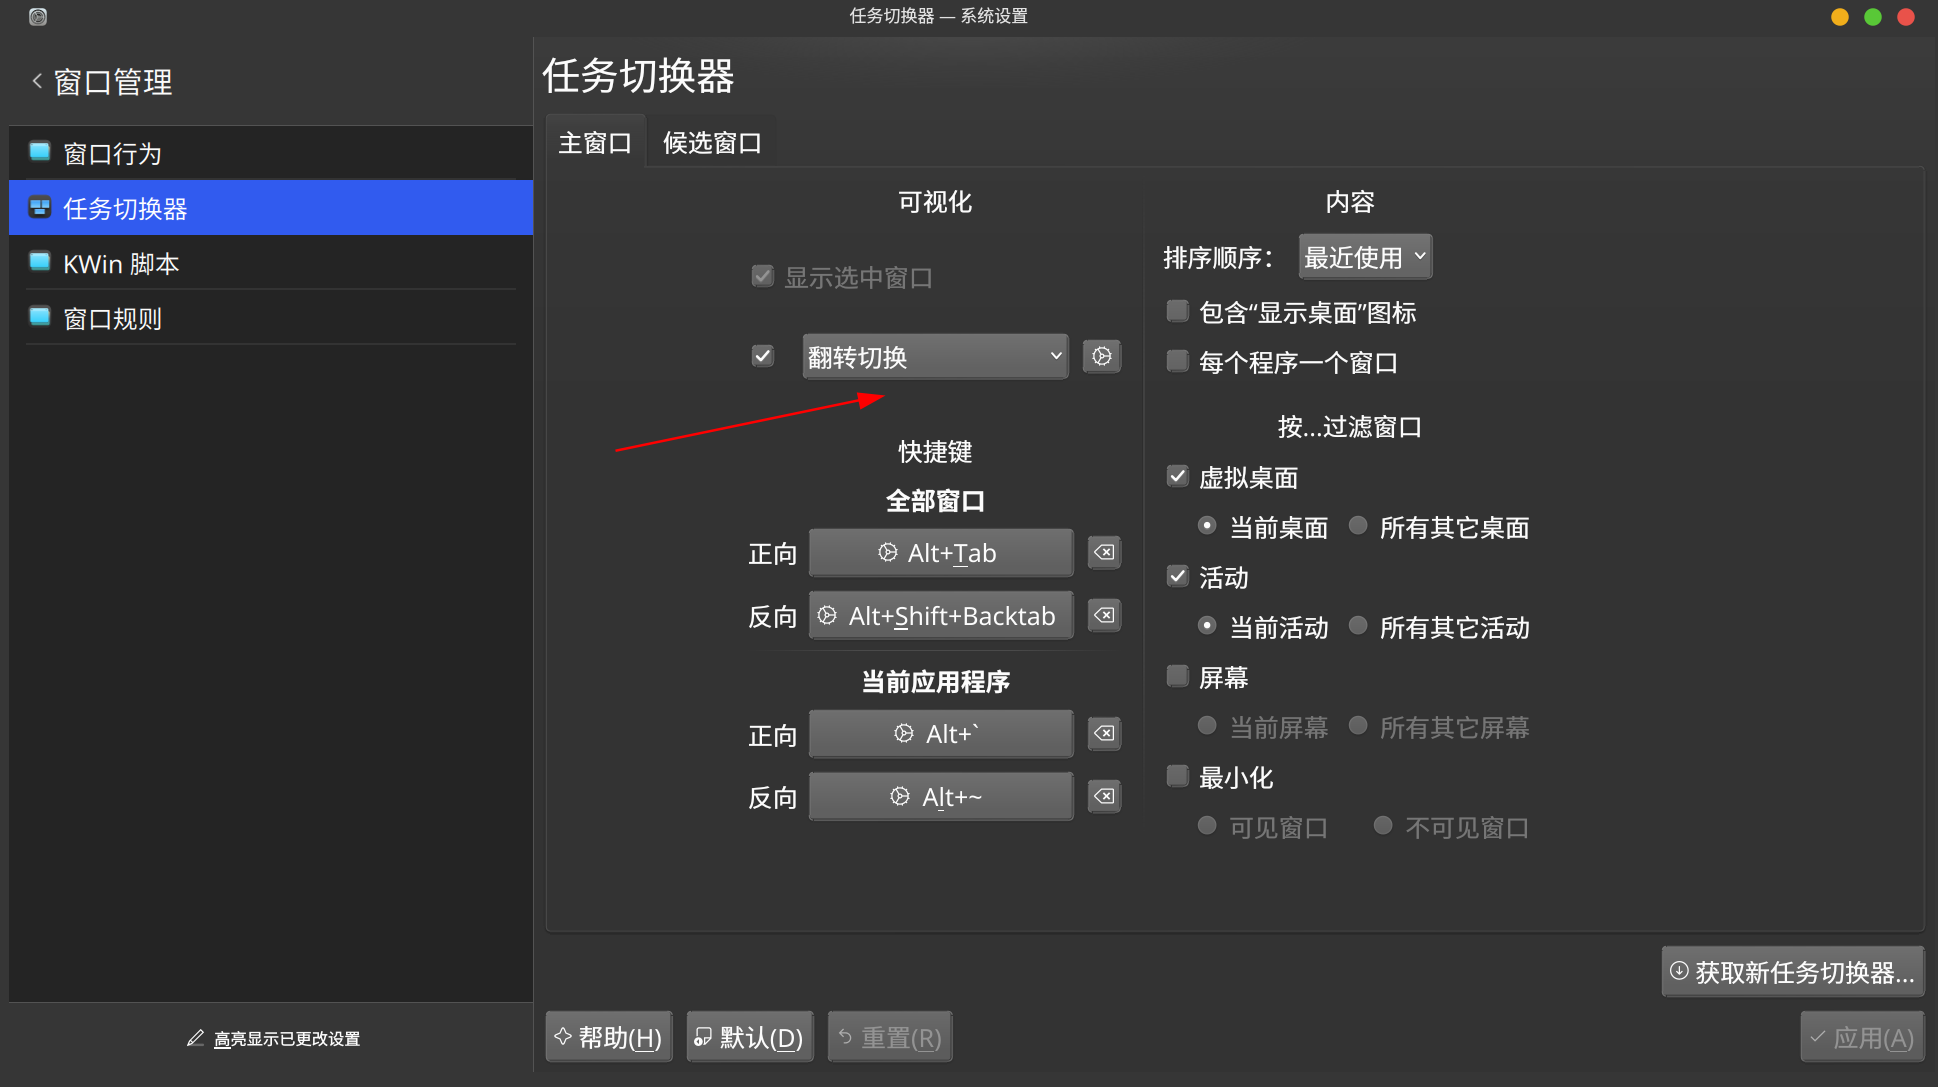 任务切换器 — 系统设置
窗口管理
窗口行为
任务切换器
KWin 脚本
窗口规则
高亮显示已更改设置
任务切换器
主窗口
候选窗口
可视化
显示选中窗口
翻转切换
快捷键
全部窗口
正向 Alt+Tab
反向 Alt+Shift+Backtab
当前应用程序
正向 Alt+`
反向 Alt+~
内容
排序顺序： 最近使用
包含“显示桌面”图标
每个程序一个窗口
按...过滤窗口
虚拟桌面
当前桌面 所有其它桌面
活动
当前活动 所有其它活动
屏幕
当前屏幕 所有其它屏幕
最小化
可见窗口 不可见窗口
获取新任务切换器...
帮助(H) 默认(D) 重置(R) 应用(A)